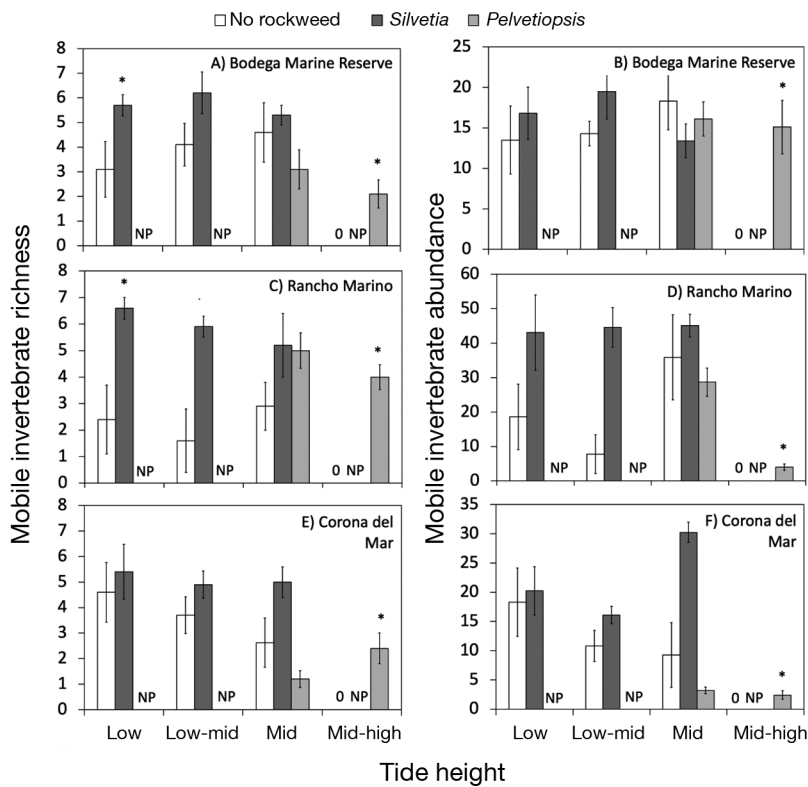 No rockweed Silvetia Pelvetiopsis
Mobile invertebrate richness
8
7
6
5
4
3
2
1
0
A) Bodega Marine Reserve
*
NP
NP
0 NP
*
8
7
6
5
4
3
2
1
0
C) Rancho Marino
*
NP
NP
0 NP
*
8
7
6
5
4
3
2
1
0
E) Corona del
Mar
NP
NP
0 NP
*
Low Low-mid Mid Mid-high
Mobile invertebrate abundance
25
20
15
10
5
0
B) Bodega Marine Reserve
NP
NP
0 NP
*
60
50
40
30
20
10
0
D) Rancho Marino
NP
NP
0 NP
*
35
30
25
20
15
10
5
0
F) Corona del
Mar
NP
NP
0 NP
*
Low Low-mid Mid Mid-high
Tide height